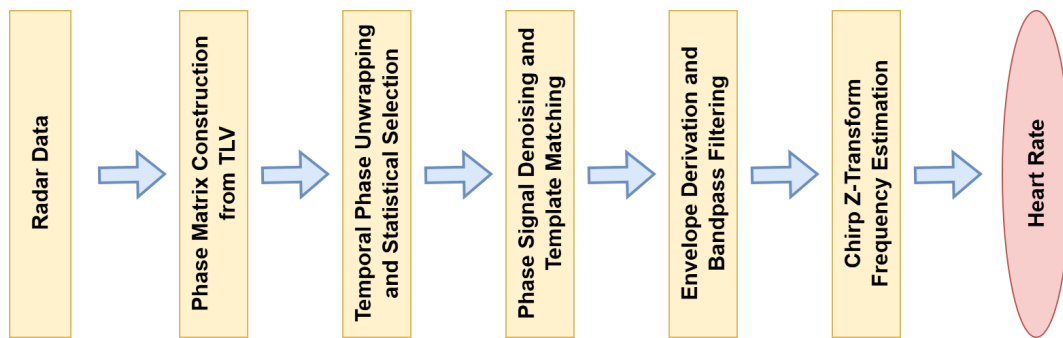 Radar Data
Phase Matrix Construction
from TLV
Temporal Phase Unwrapping
and Statistical Selection
Phase Signal Denoising and
Template Matching
Envelope Derivation and
Bandpass Filtering
Chirp Z-Transform
Frequency Estimation
Heart Rate